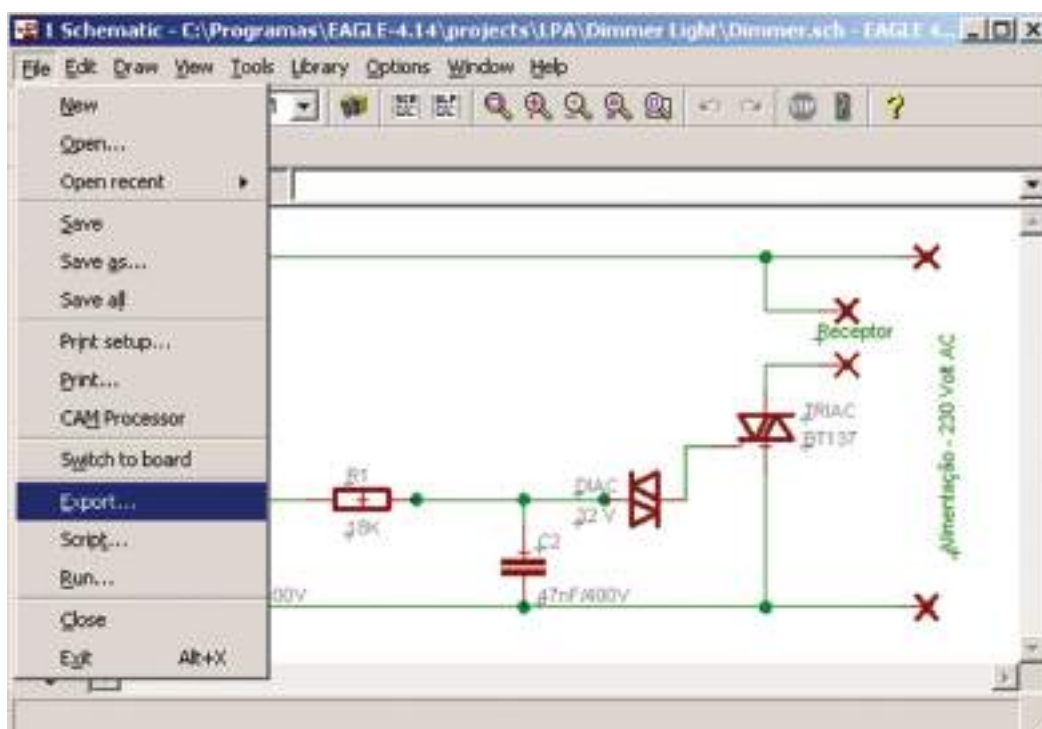 1 Schematic - C:\Programas\EAGLE-4.14\projects\LPA\Dimmer Light\Dimmer.sch - EAGLE 4....
File Edit Draw View Tools Library Options Window Help
New
Open...
Open recent
Save
Save as...
Save all
Print setup...
Print...
CAM Processor
Switch to board
Export...
Script...
Run...
Close
Exit Alt+X
Receptor
TRIAC
BT137
R1
18K
DIAC
32 V
C2
47nF/400V
00V
Alimentação - 230 Volt AC